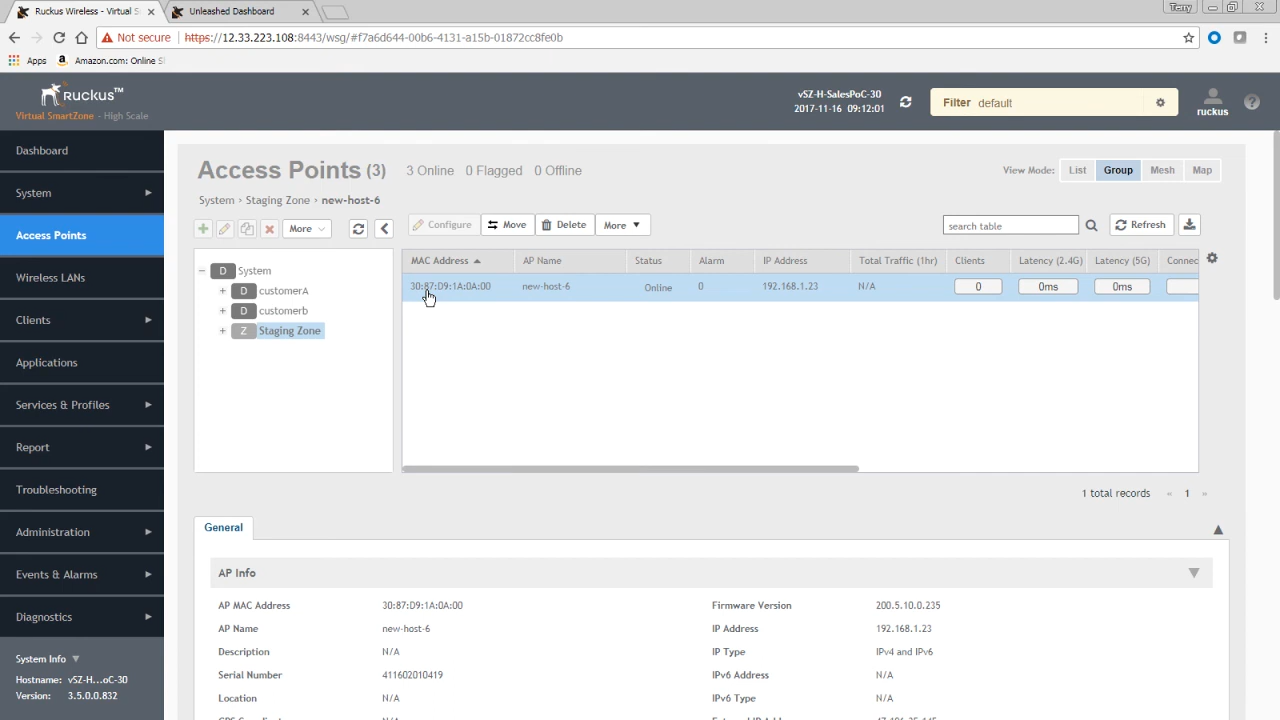 Ruckus Wireless - Virtual S
Unleashed Dashboard
Terry
Not secure
https://12.33.223.108:8443/wsg/#f7a6d644-00b6-4131-a15b-01872cc8fe0b
Apps
Amazon.com: Online S
Ruckus™
Virtual SmartZone - High Scale
vSZ-H-SalesPoC-30
2017-11-16 09:12:01
Filter default
ruckus
Dashboard
System
Access Points
Wireless LANs
Clients
Applications
Services & Profiles
Report
Troubleshooting
Administration
Events & Alarms
Diagnostics
System Info
Hostname: vSZ-H...oC-30
Version: 3.5.0.0.832
Access Points (3) 3 Online 0 Flagged 0 Offline
View Mode: List Group Mesh Map
System › Staging Zone › new-host-6
More
Configure Move Delete More
search table
Refresh
D System
D customerA
D customerb
Z Staging Zone
MAC Address AP Name Status Alarm IP Address Total Traffic (1hr) Clients Latency (2.4G) Latency (5G) Connec
30:87:D9:1A:0A:00 new-host-6 Online 0 192.168.1.23 N/A 0 0ms 0ms
1 total records « 1 »
General
AP Info
AP MAC Address 30:87:D9:1A:0A:00 Firmware Version 200.5.10.0.235
AP Name new-host-6 IP Address 192.168.1.23
Description N/A IP Type IPv4 and IPv6
Serial Number 411602010419 IPv6 Address N/A
Location N/A IPv6 Type N/A